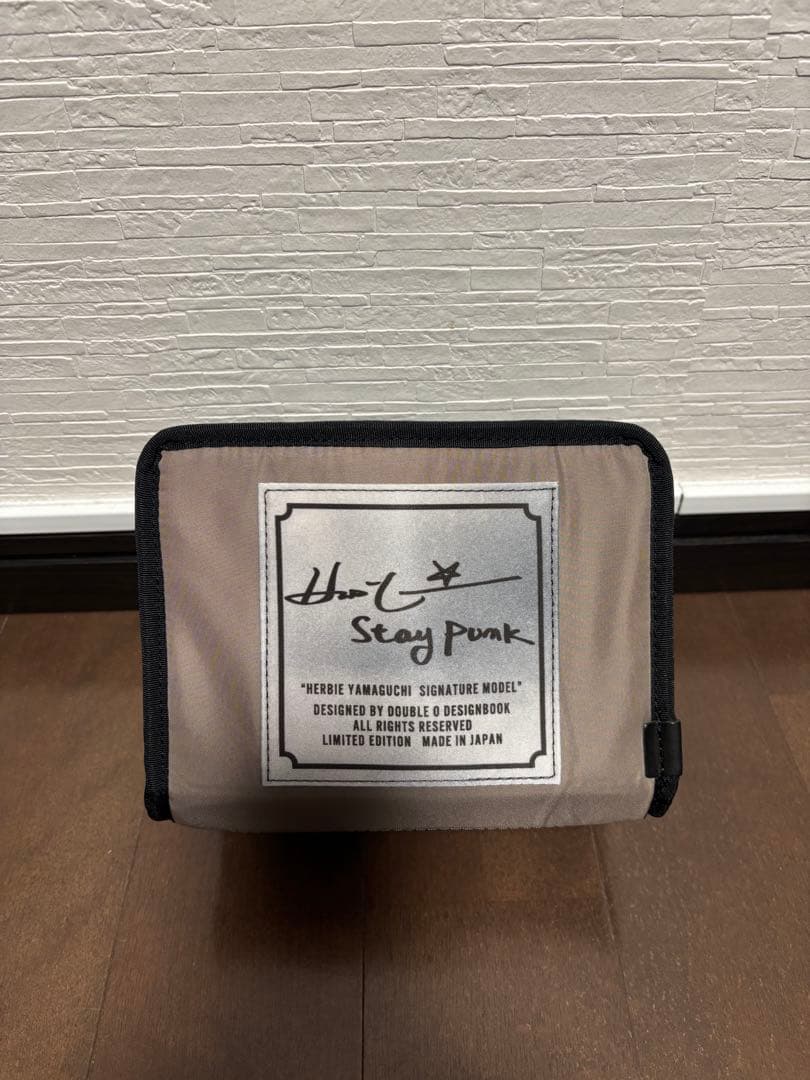 Stay Punk
"HERBIE YAMAGUCHI SIGNATURE MODEL"
DESIGNED BY DOUBLE O DESIGNBOOK
ALL RIGHTS RESERVED
LIMITED EDITION MADE IN JAPAN